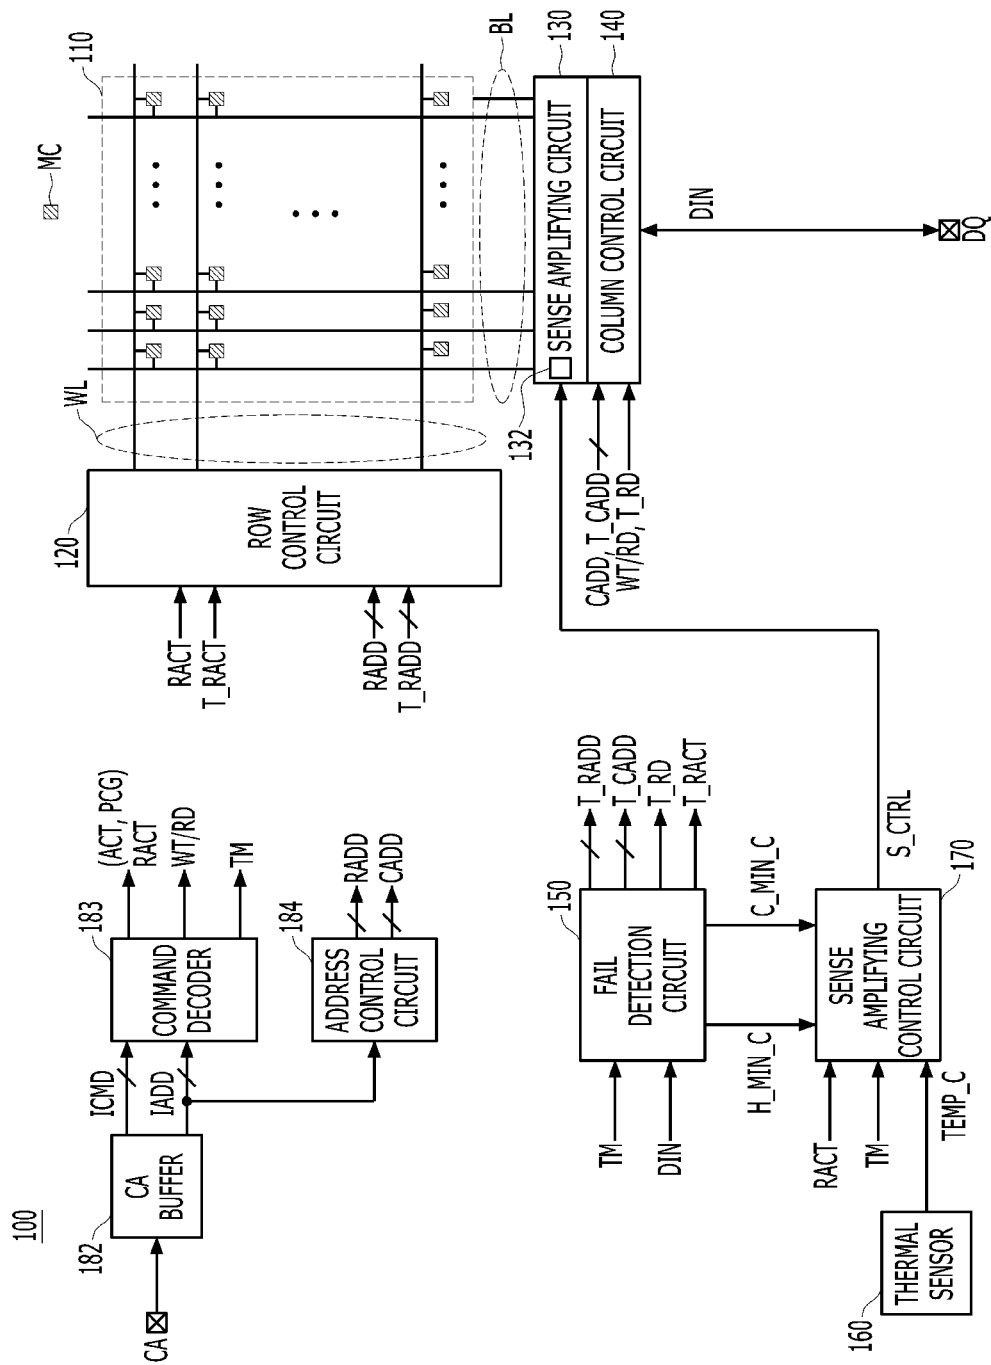 100
CA
182
CA
BUFFER
ICMD
IADD
183
COMMAND
DECODER
(ACT, PCG)
RACT
WT/RD
TM
184
ADDRESS
CONTROL
CIRCUIT
RADD
CADD
120
ROW
CONTROL
CIRCUIT
RACT
T_RACT
RADD
T_RADD
WL
110
MC
BL
130
140
132
SENSE AMPLIFYING CIRCUIT
COLUMN CONTROL CIRCUIT
CADD, T_CADD
WT/RD, T_RD
DIN
DQ
150
FAIL
DETECTION
CIRCUIT
TM
DIN
T_RADD
T_CADD
T_RD
T_RACT
H_MIN_C
C_MIN_C
160
THERMAL
SENSOR
TEMP_C
RACT
TM
SENSE
AMPLIFYING
CONTROL CIRCUIT
170
S_CTRL